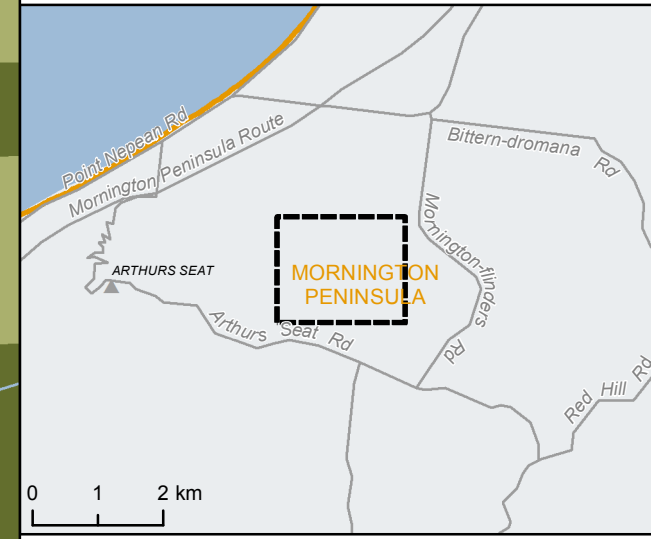 Point Nepean Rd
Mornington Peninsula Route
Bittern-dromana Rd
Mornington-flinders Rd
ARTHURS SEAT
MORNINGTON
PENINSULA
Arthurs Seat Rd
Red Hill Rd
0 1 2 km